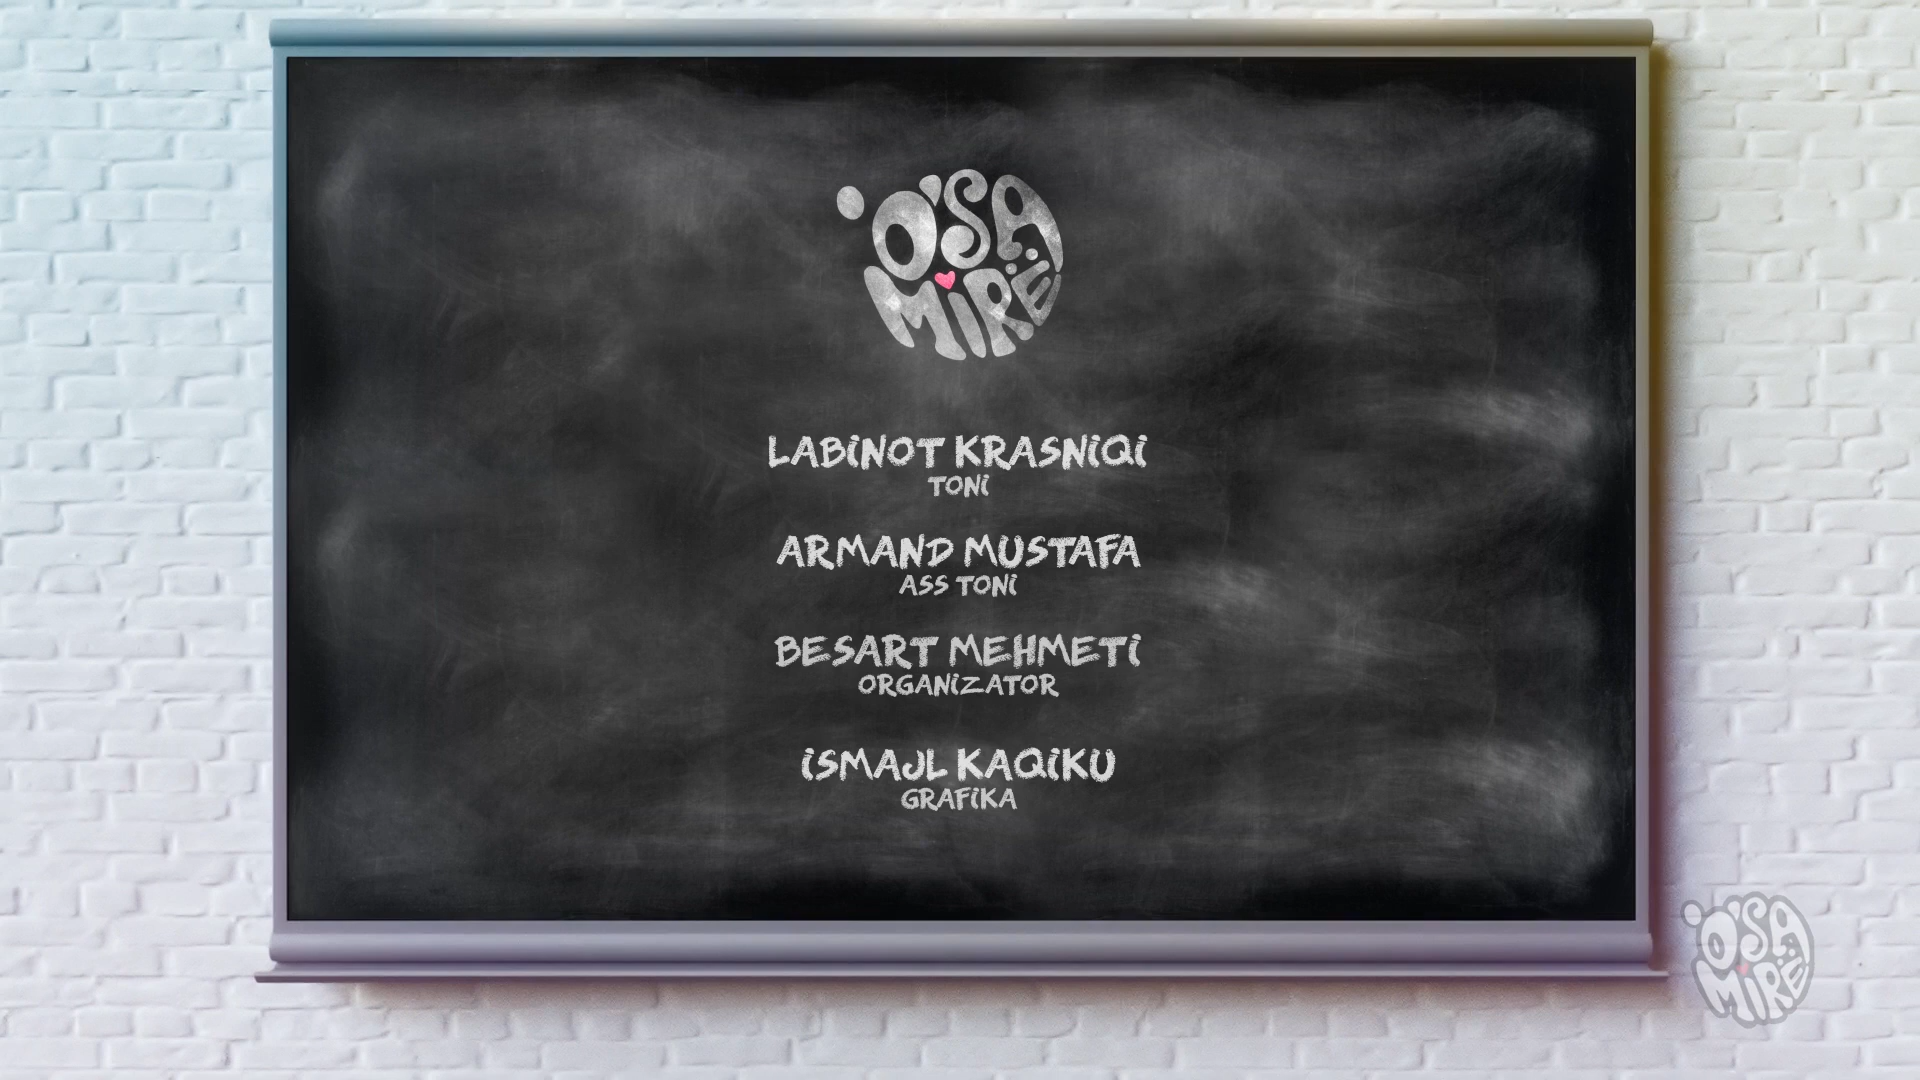 O'SA
MIRË
LABINOT KRASNIQI
TONI
ARMAND MUSTAFA
ASS TONI
BESART MEHMETI
ORGANIZATOR
ISMAJL KAQIKU
GRAFIKA
O'SA
MIRË